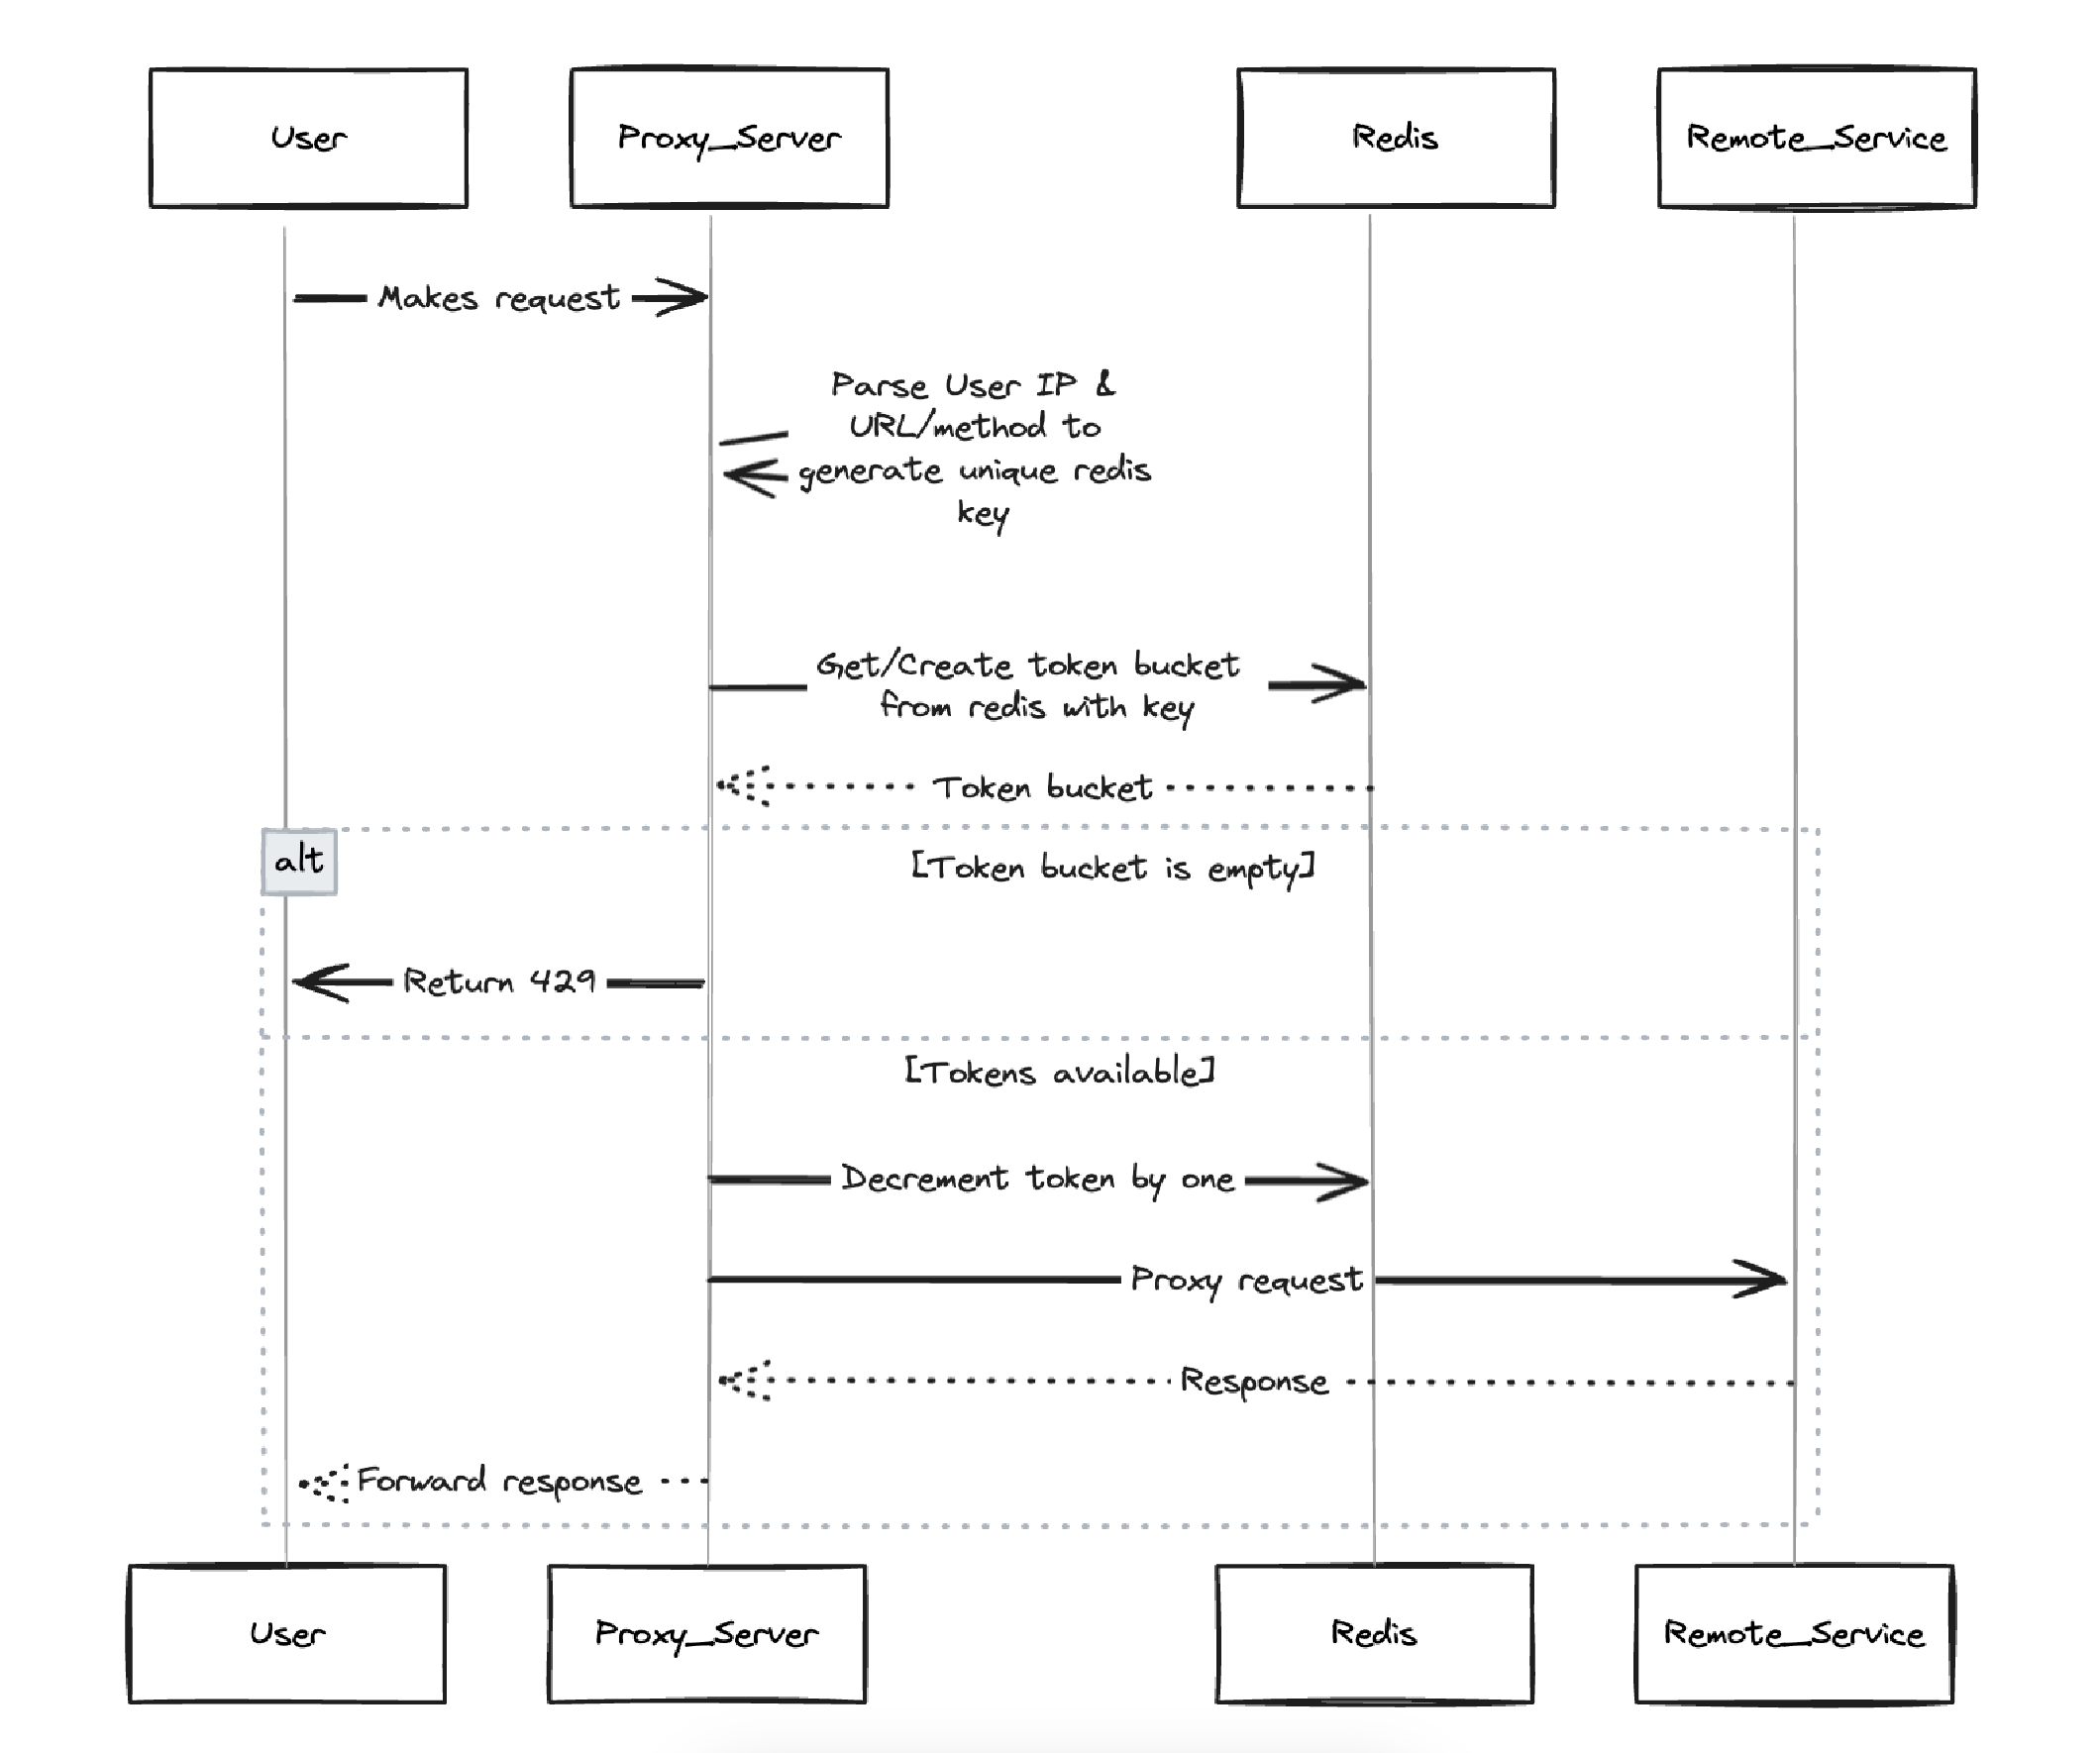 User
Proxy_Server
Redis
Remote_Service
Makes request
Parse User IP &
URL/method to
generate unique redis
key
Get/Create token bucket
from redis with key
Token bucket
alt
[Token bucket is empty]
Return 429
[Tokens available]
Decrement token by one
Proxy request
Response
Forward response
User
Proxy_Server
Redis
Remote_Service